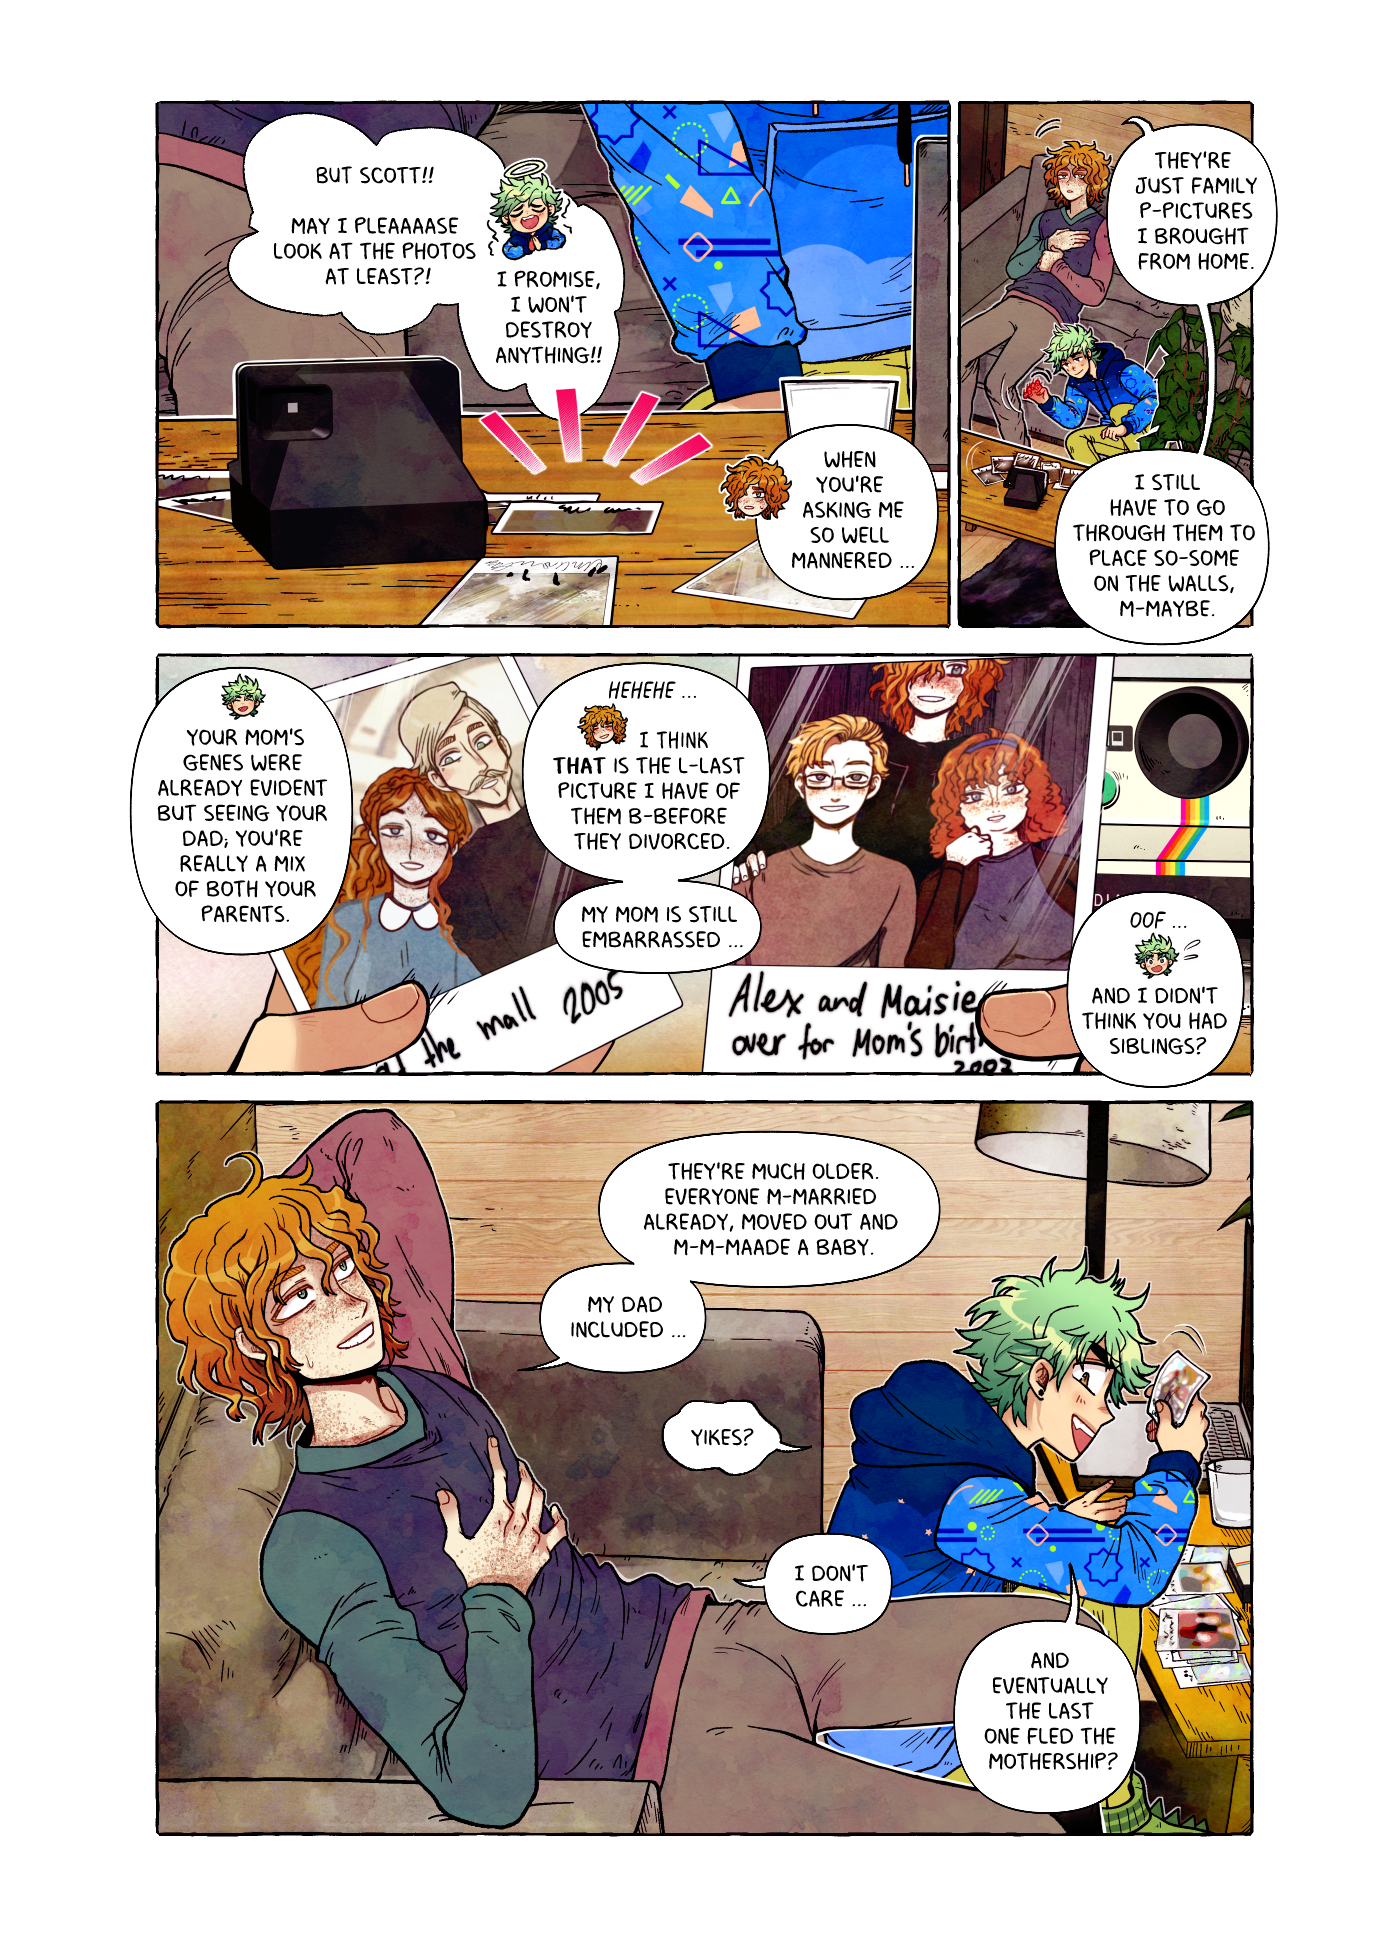 BUT SCOTT!!
MAY I PLEAAAASE
LOOK AT THE PHOTOS
AT LEAST?!
I PROMISE,
I WON'T
DESTROY
ANYTHING!!
WHEN
YOU'RE
ASKING ME
SO WELL
MANNERED ...
THEY'RE
JUST FAMILY
P-PICTURES
I BROUGHT
FROM HOME.
I STILL
HAVE TO GO
THROUGH THEM TO
PLACE SO-SOME
ON THE WALLS,
M-MAYBE.
YOUR MOM'S
GENES WERE
ALREADY EVIDENT
BUT SEEING YOUR
DAD; YOU'RE
REALLY A MIX
OF BOTH YOUR
PARENTS.
HEHEHE ...
I THINK
THAT IS THE L-LAST
PICTURE I HAVE OF
THEM B-BEFORE
THEY DIVORCED.
MY MOM IS STILL
EMBARRASSED ...
at the mall 2005
Alex and Maisie
over for Mom's birt
2003
OOF ...
AND I DIDN'T
THINK YOU HAD
SIBLINGS?
THEY'RE MUCH OLDER.
EVERYONE M-MARRIED
ALREADY, MOVED OUT AND
M-M-MAADE A BABY.
MY DAD
INCLUDED ...
YIKES?
I DON'T
CARE ...
AND
EVENTUALLY
THE LAST
ONE FLED THE
MOTHERSHIP?